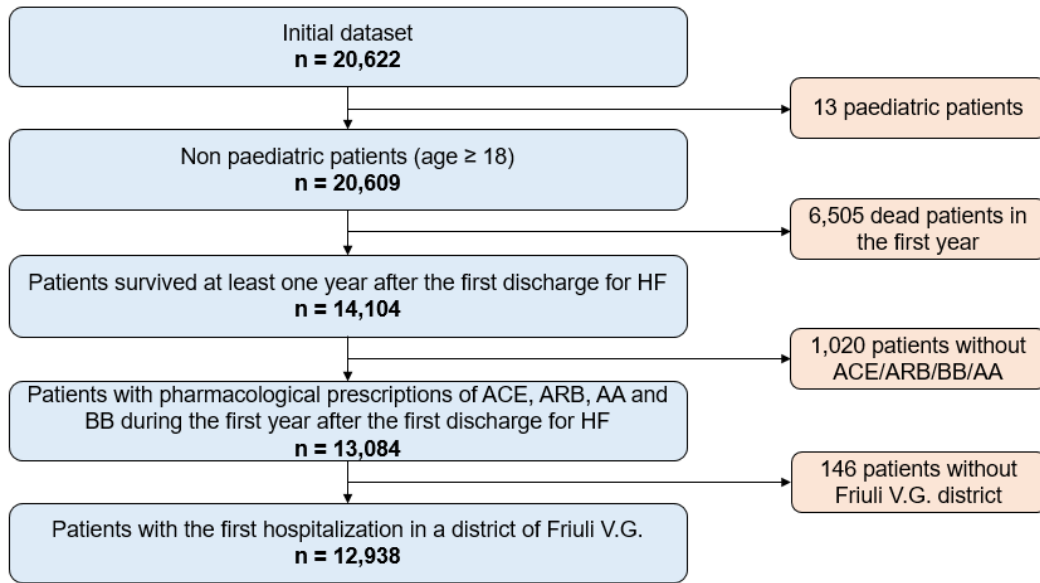 Initial dataset
n = 20,622
13 paediatric patients
Non paediatric patients (age ≥ 18)
n = 20,609
6,505 dead patients in
the first year
Patients survived at least one year after the first discharge for HF
n = 14,104
1,020 patients without
ACE/ARB/BB/AA
Patients with pharmacological prescriptions of ACE, ARB, AA and
BB during the first year after the first discharge for HF
n = 13,084
146 patients without
Friuli V.G. district
Patients with the first hospitalization in a district of Friuli V.G.
n = 12,938